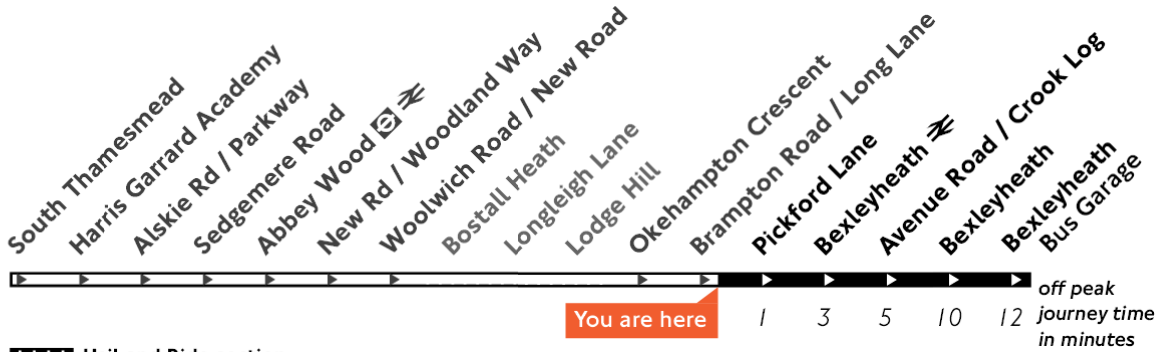 South Thamesmead
Harris Garrard Academy
Alskie Rd / Parkway
Sedgemere Road
Abbey Wood
New Rd / Woodland Way
Woolwich Road / New Road
Bostall Heath
Longleigh Lane
Lodge Hill
Okehampton Crescent
Brampton Road / Long Lane
Pickford Lane
Bexleyheath
Avenue Road / Crook Log
Bexleyheath
Bexleyheath
Bus Garage
You are here
1 3 5 10 12
off peak
journey time
in minutes